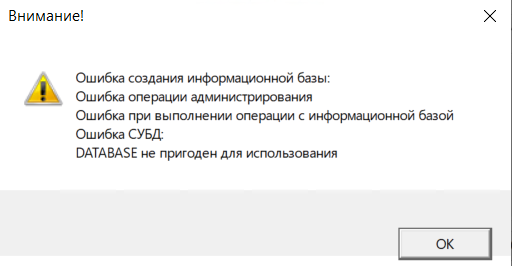 Внимание!
Ошибка создания информационной базы:
Ошибка операции администрирования
Ошибка при выполнении операции с информационной базой
Ошибка СУБД:
DATABASE не пригоден для использования
OK